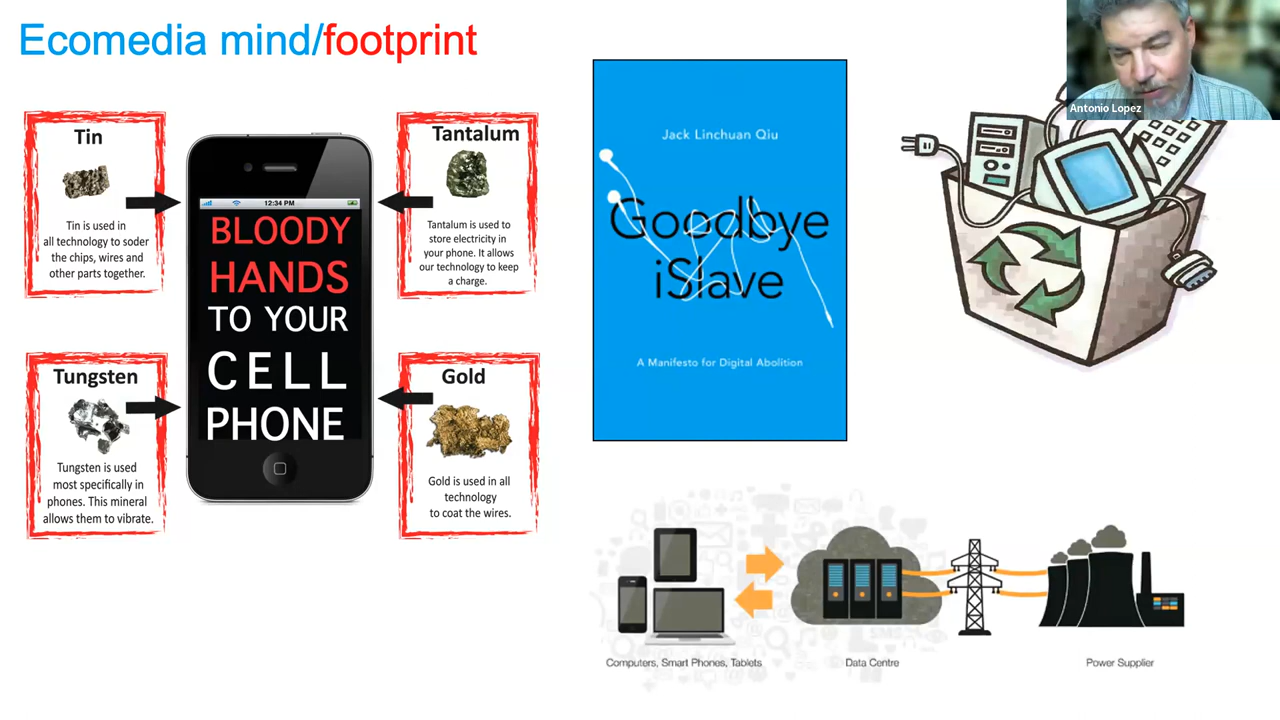 Ecomedia mind/footprint
Antonio Lopez
Tin
Tin is used in
all technology to soder
the chips, wires and
other parts together.
Tantalum
Tantalum is used to
store electricity in
your phone. It allows
our technology to keep
a charge.
12:34 PM
BLOODY
HANDS
TO YOUR
CELL
PHONE
Tungsten
Tungsten is used
most specifically in
phones. This mineral
allows them to vibrate.
Gold
Gold is used in all
technology
to coat the wires.
Jack Linchuan Qiu
Goodbye
iSlave
A Manifesto for Digital Abolition
SMS
Computers, Smart Phones, Tablets
Data Centre
Power Supplier